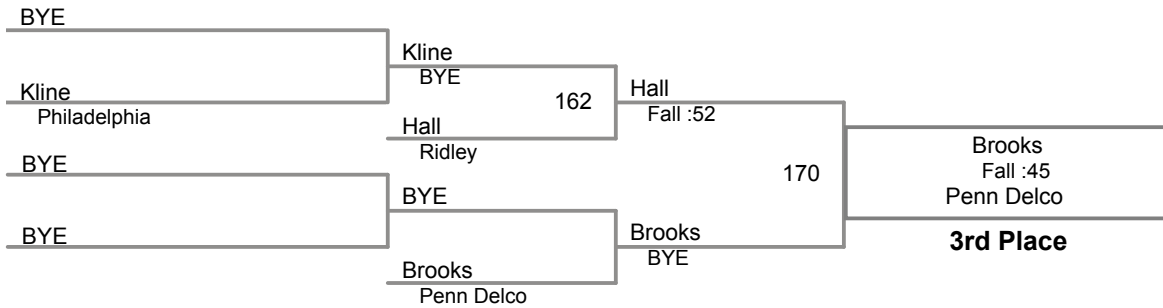 BYE
Kline
Philadelphia
BYE
BYE
Kline
BYE
Hall
Ridley
BYE
Brooks
Penn Delco
162
Hall
Fall :52
Brooks
BYE
170
Brooks
Fall :45
Penn Delco
3rd Place